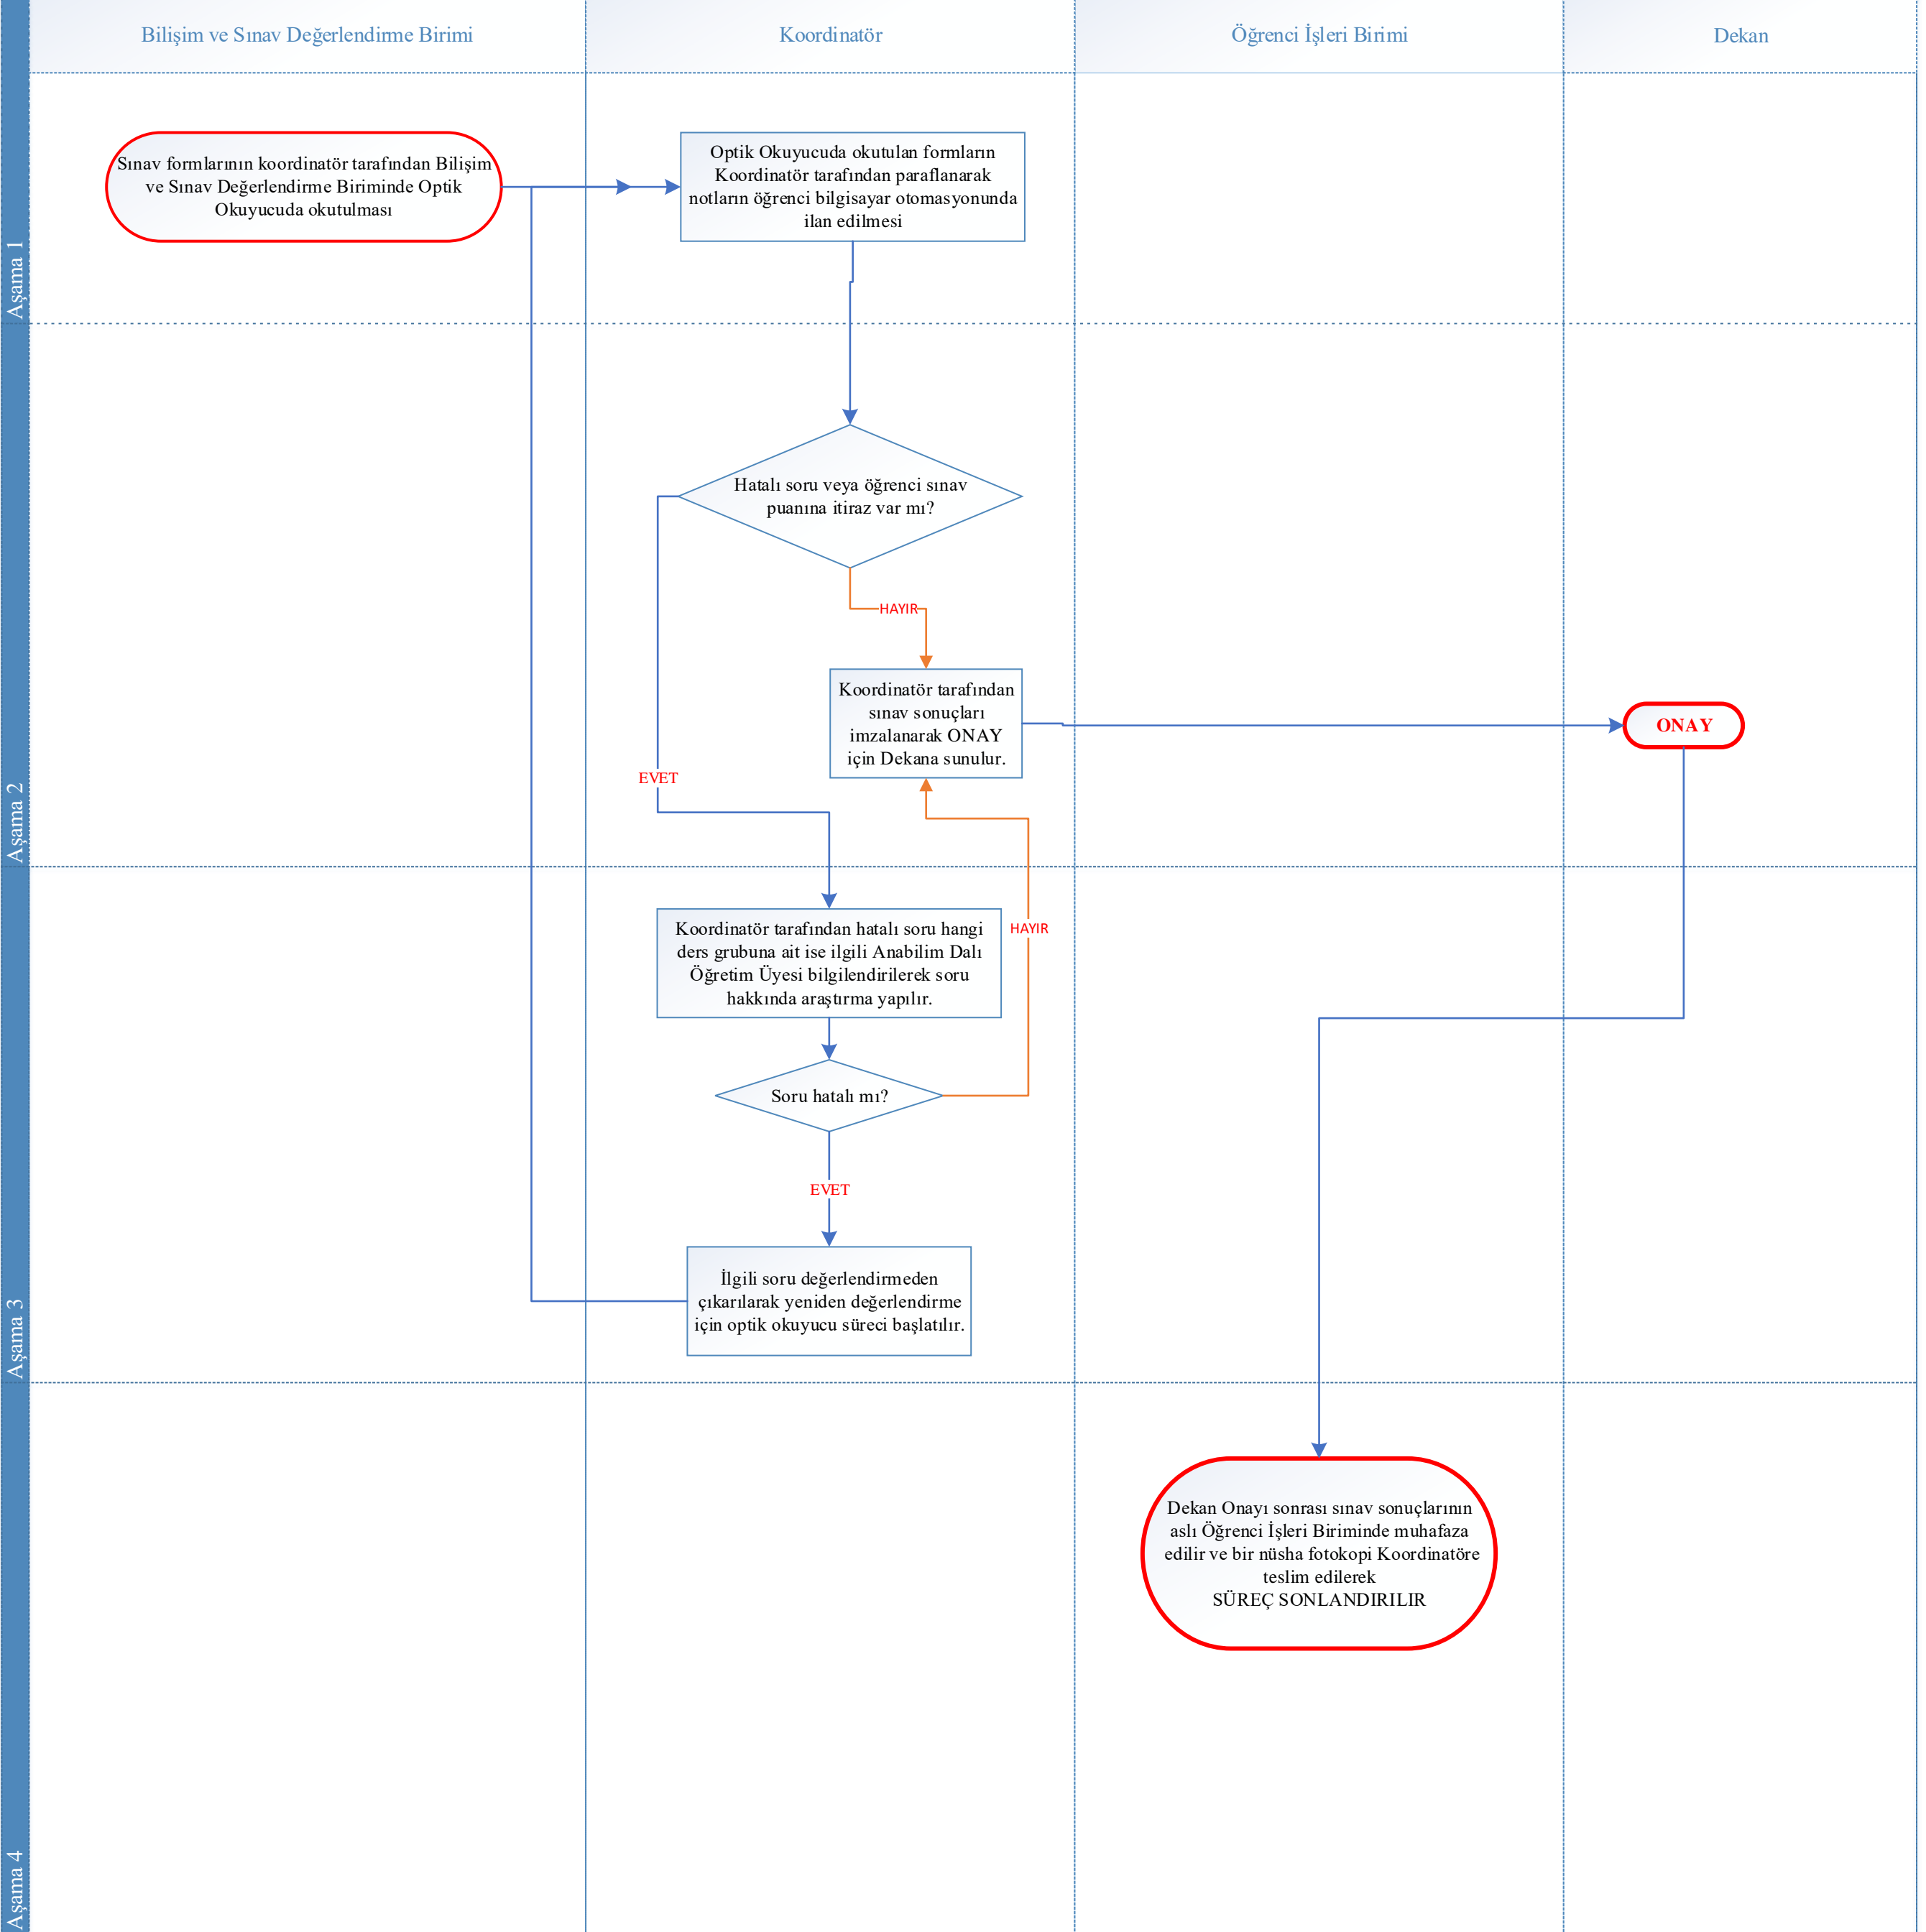 Bilişim ve Sınav Değerlendirme Birimi
Koordinatör
Öğrenci İşleri Birimi
Dekan
Aşama 1
Sınav formlarının koordinatör tarafından Bilişim
ve Sınav Değerlendirme Biriminde Optik
Okuyucuda okutulması
Optik Okuyucuda okutulan formların
Koordinatör tarafından paraflanarak
notların öğrenci bilgisayar otomasyonunda
ilan edilmesi
Aşama 2
Hatalı soru veya öğrenci sınav
puanına itiraz var mı?
HAYIR
Koordinatör tarafından
sınav sonuçları
imzalanarak ONAY
için Dekana sunulur.
ONAY
EVET
Aşama 3
Koordinatör tarafından hatalı soru hangi
ders grubuna ait ise ilgili Anabilim Dalı
Öğretim Üyesi bilgilendirilerek soru
hakkında araştırma yapılır.
HAYIR
Soru hatalı mı?
EVET
İlgili soru değerlendirmeden
çıkarılarak yeniden değerlendirme
için optik okuyucu süreci başlatılır.
Aşama 4
Dekan Onayı sonrası sınav sonuçlarının
aslı Öğrenci İşleri Biriminde muhafaza
edilir ve bir nüsha fotokopi Koordinatöre
teslim edilerek
SÜREÇ SONLANDIRILIR